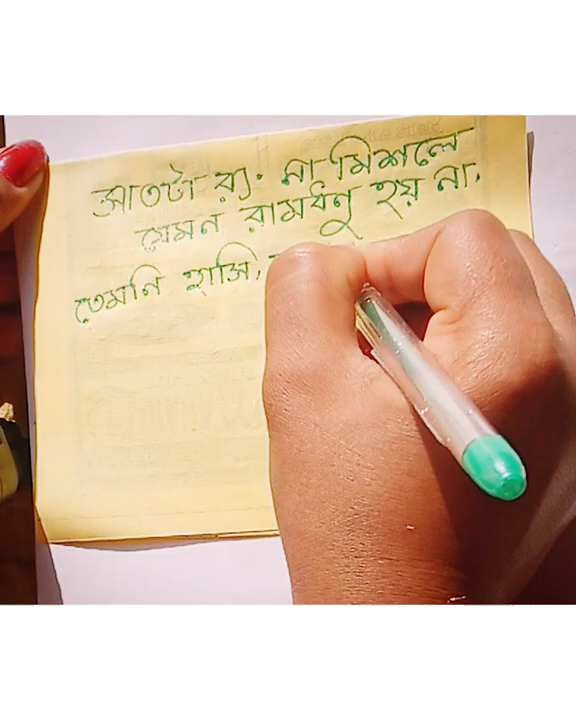 সাতটা রং না মিশলে
যেমন রামধনু হয় না,
তেমনি হাসি,